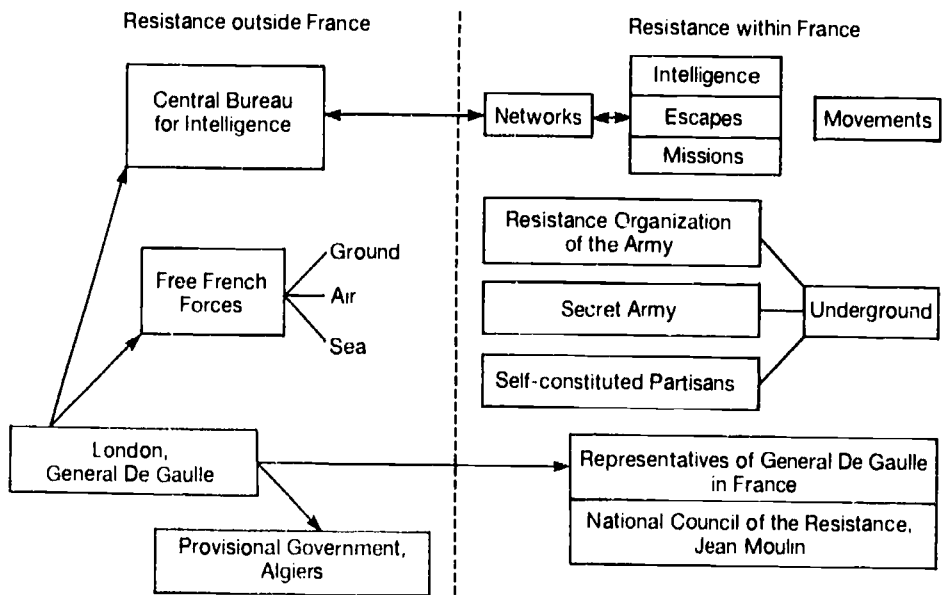 Resistance outside France
Central Bureau
for Intelligence
Free French
Forces
Ground
Air
Sea
London,
General De Gaulle
Provisional Government,
Algiers
Resistance within France
Networks
Intelligence
Escapes
Missions
Movements
Resistance Organization
of the Army
Secret Army
Self-constituted Partisans
Underground
Representatives of General De Gaulle
in France
National Council of the Resistance,
Jean Moulin